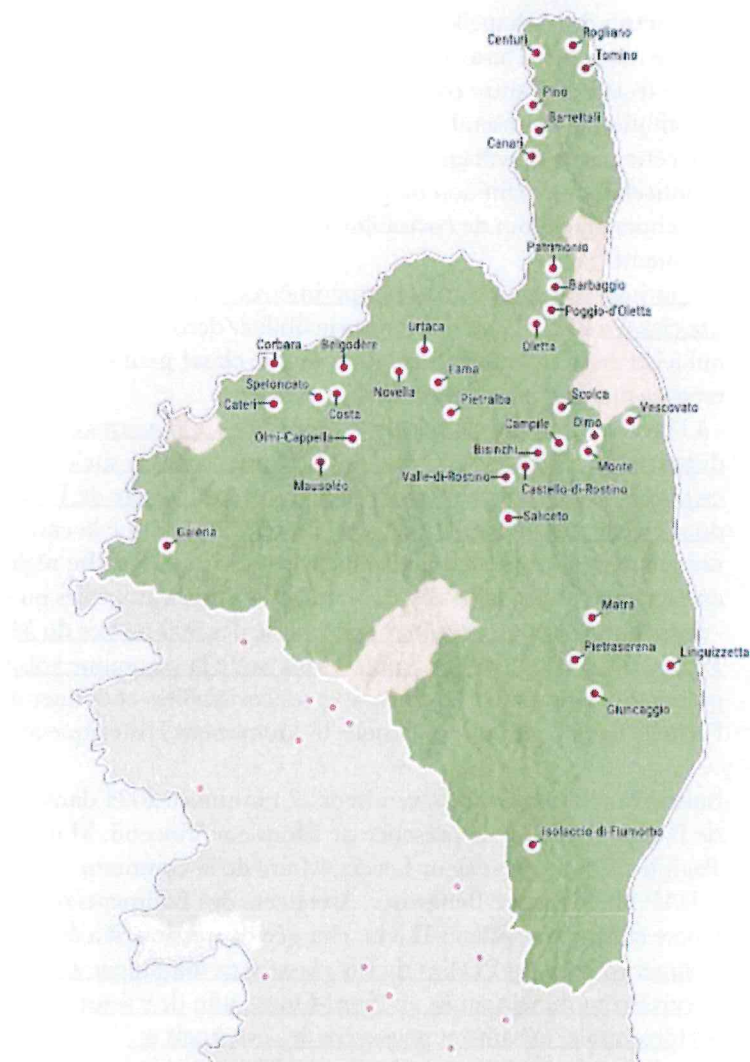 Rogliano
Centuri
Tomino
Pino
Barrettali
Canari
Patrimonio
Barbaggio
Poggio-d'Oletta
Oletta
Urtaca
Corbara
Belgodère
Lama
Speloncato
Novella
Cateri
Costa
Pietralba
Scolca
Vescovato
Campile
Olmo
Olmi-Cappella
Bisinchi
Monte
Mausoléo
Valle-di-Rostino
Castello-di-Rostino
Saliceto
Galéria
Matra
Pietraserena
Linguizzetta
Giuncaggio
Isolaccio di Fiumorbo